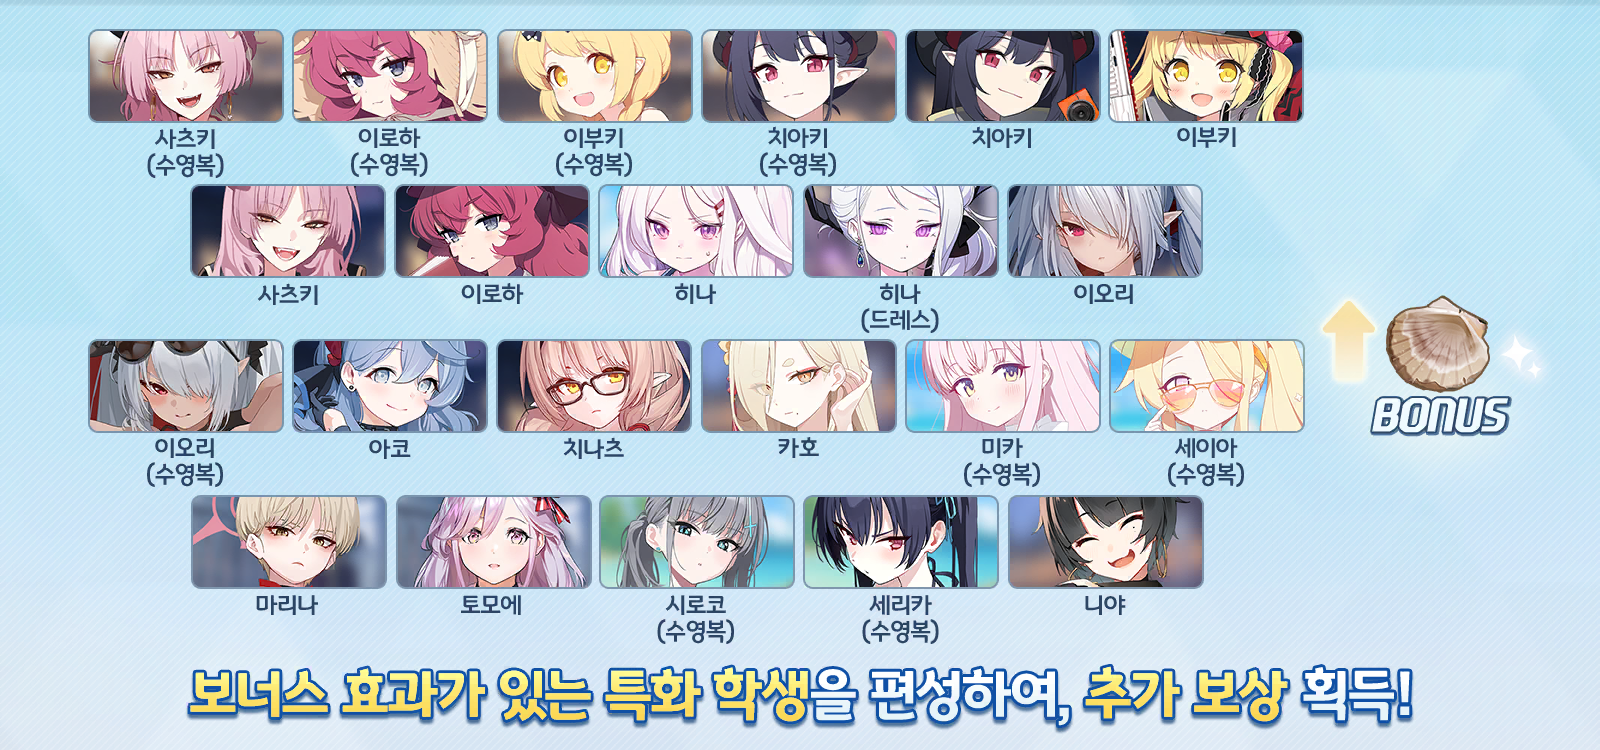 사츠키
(수영복)
이로하
(수영복)
이부키
(수영복)
치아키
(수영복)
치아키
이부키
사츠키
이로하
히나
히나
(드레스)
이오리
이오리
(수영복)
아코
치나츠
카호
미카
(수영복)
세이아
(수영복)
BONUS
마리나
토모에
시로코
(수영복)
세리카
(수영복)
니야
보너스 효과가 있는 특화 학생을 편성하여, 추가 보상 획득!